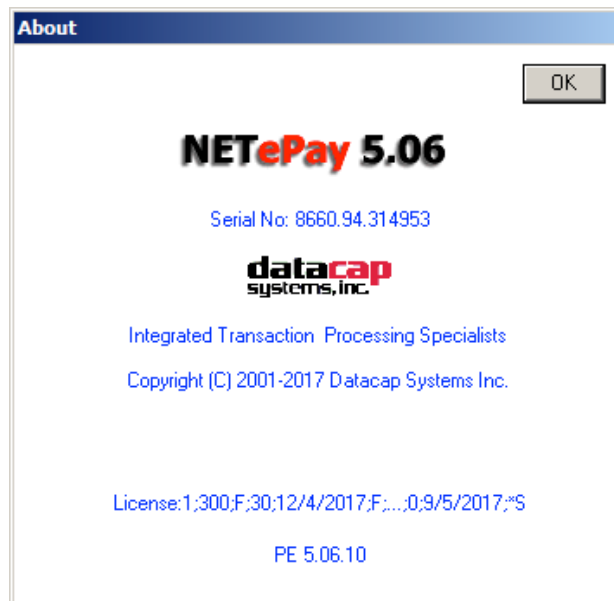 About
OK
NETePay 5.06
Serial No: 8660.94.314953
datacap
systems, inc.
Integrated Transaction  Processing Specialists
Copyright (C) 2001-2017 Datacap Systems Inc.
License:1;300;F;30;12/4/2017;F;...;0;9/5/2017;*S
PE 5.06.10